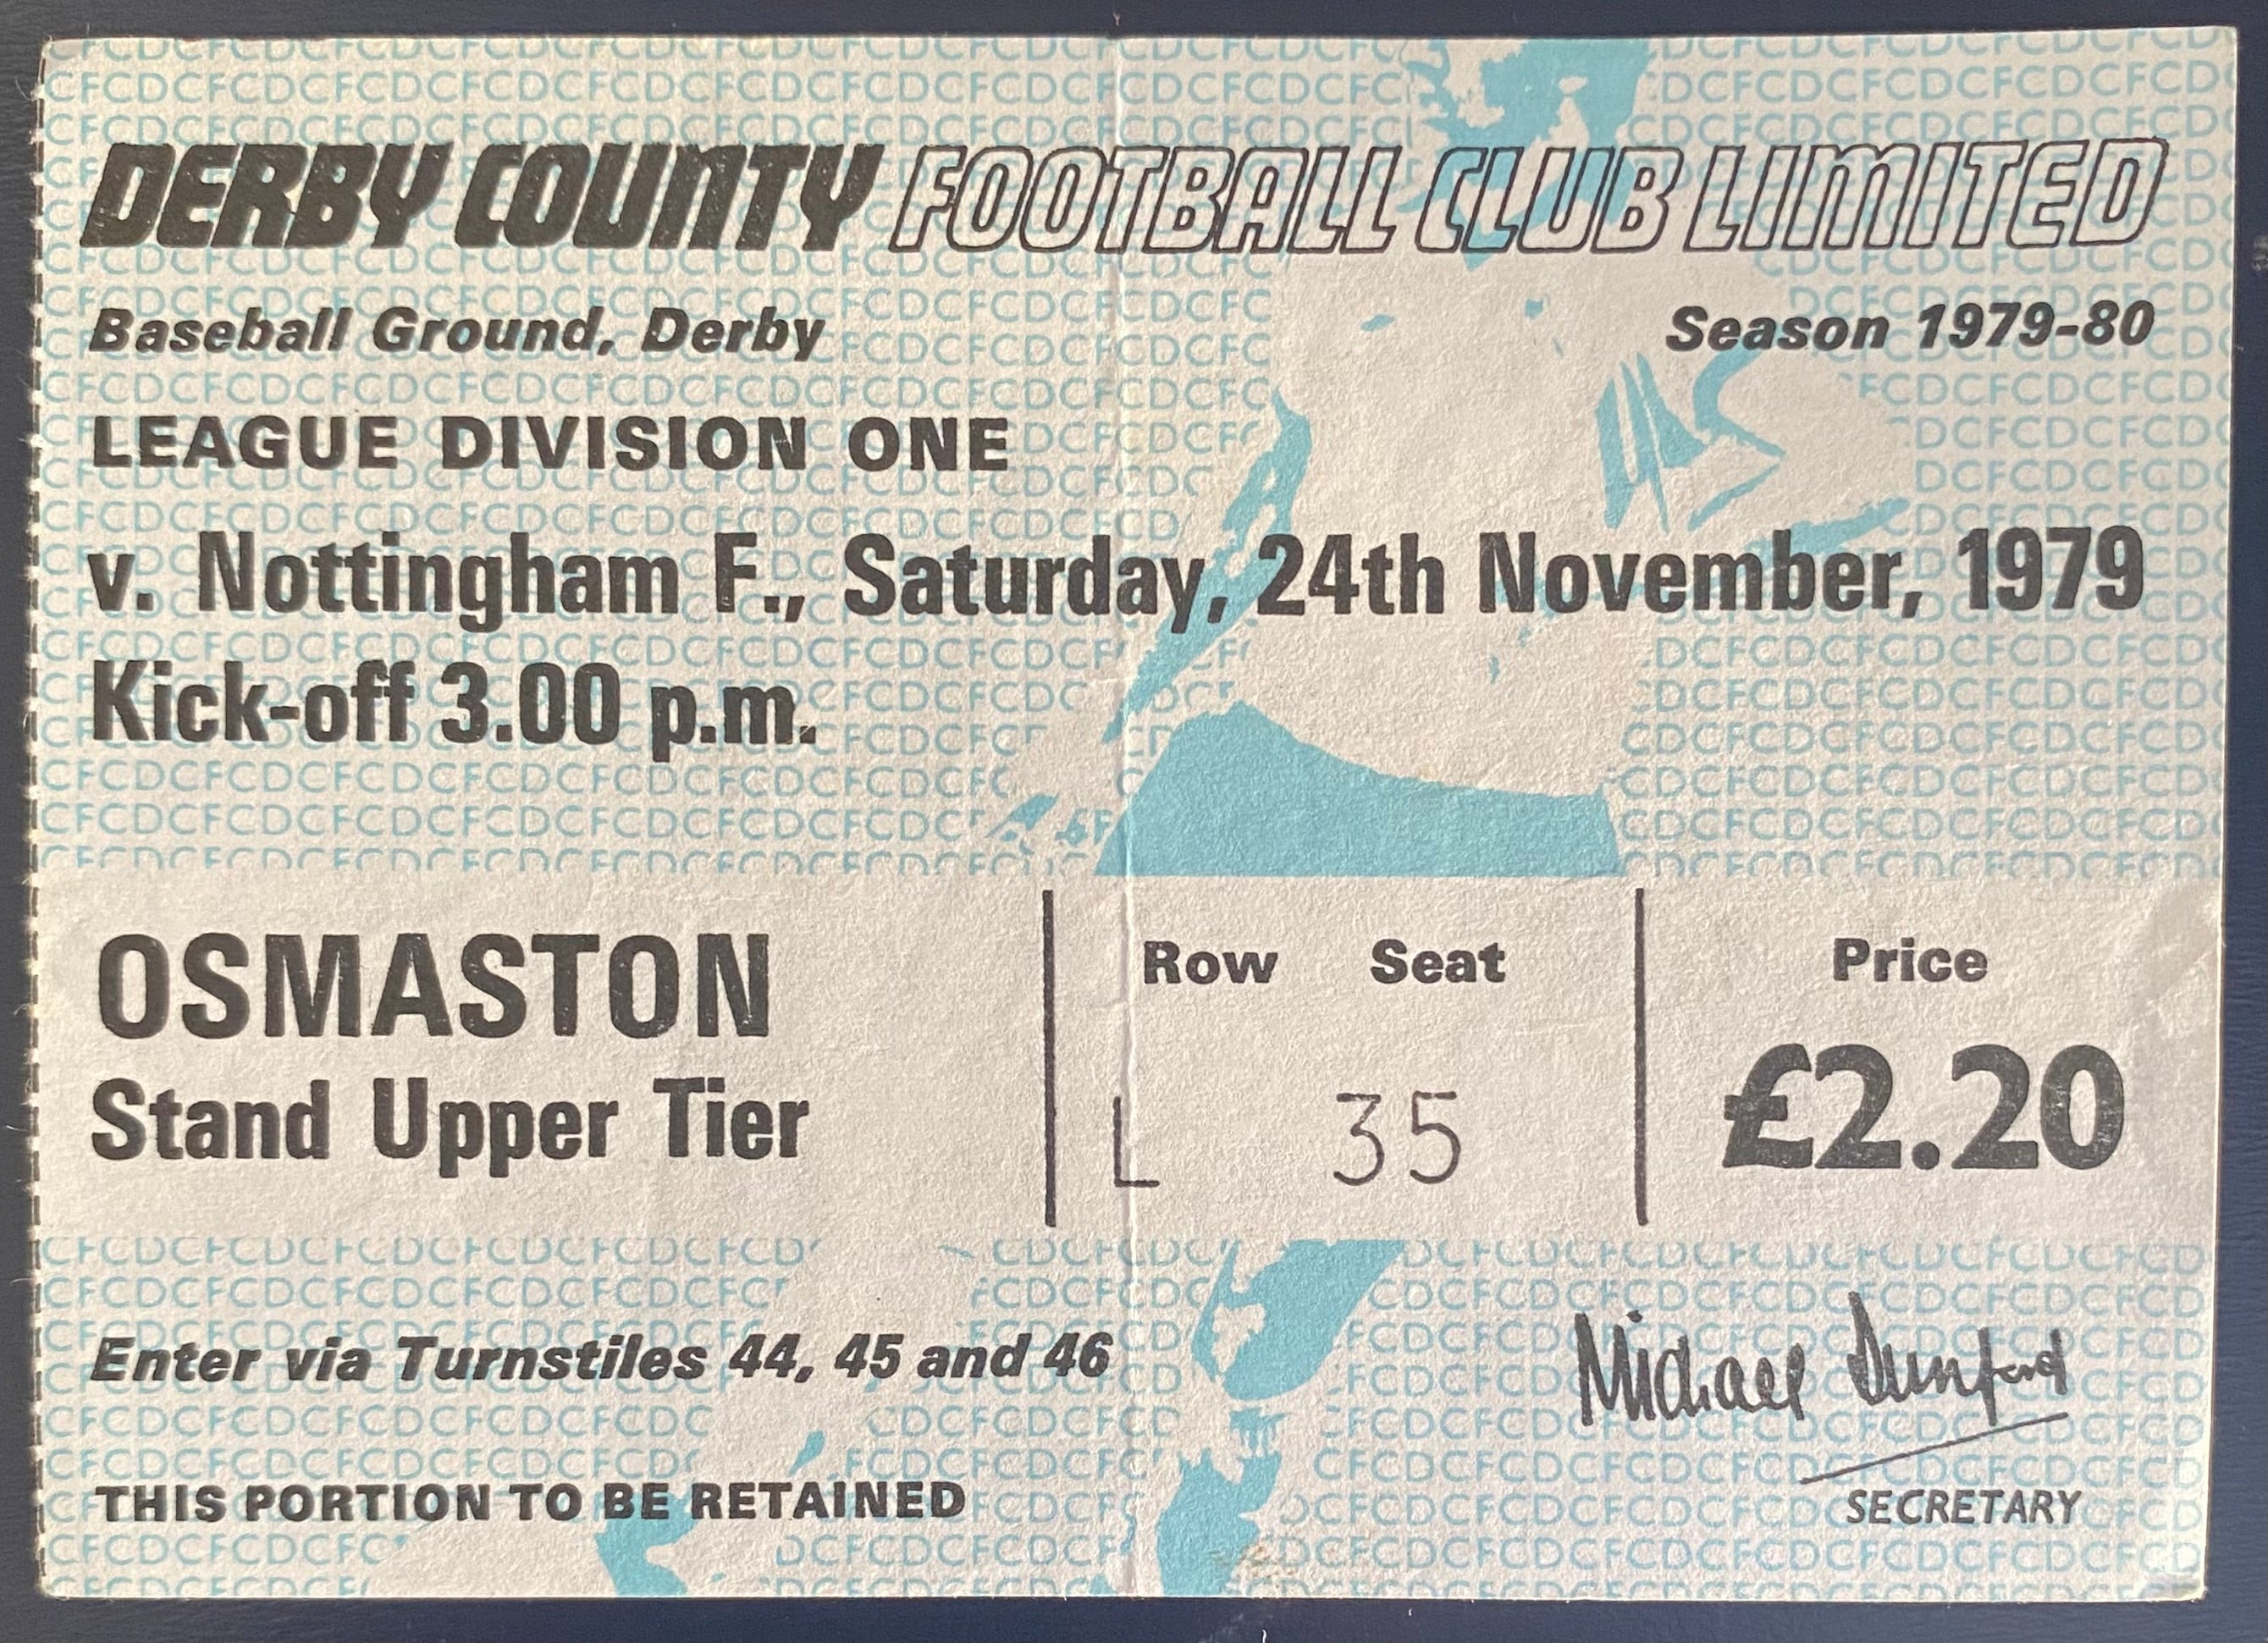 DERBY COUNTY FOOTBALL CLUB LIMITED
Baseball Ground, Derby
Season 1979-80
LEAGUE DIVISION ONE
v. Nottingham F., Saturday, 24th November, 1979
Kick-off 3.00 p.m.
OSMASTON
Stand Upper Tier
Row Seat
L 35
Price
£2.20
Enter via Turnstiles 44, 45 and 46
Michael Dunford
SECRETARY
THIS PORTION TO BE RETAINED